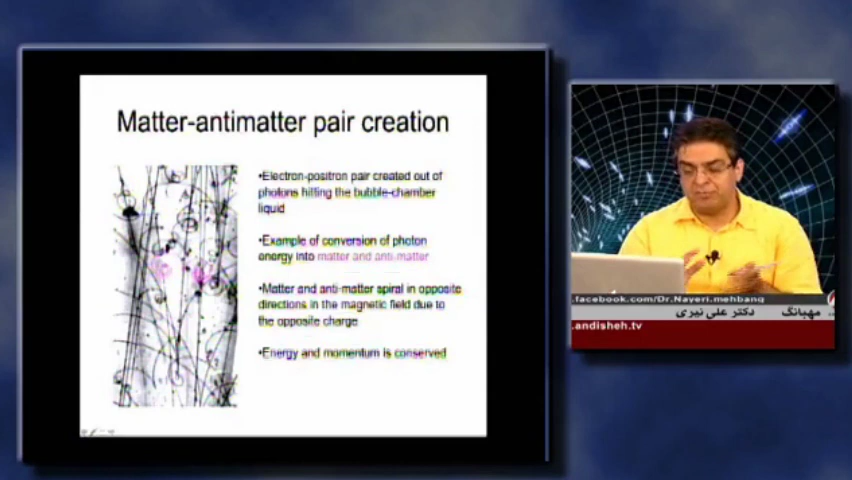 Matter-antimatter pair creation
•Electron-positron pair created out of
photons hitting the bubble-chamber
liquid
•Example of conversion of photon
energy into matter and anti-matter
•Matter and anti-matter spiral in opposite
directions in the magnetic field due to
the opposite charge
•Energy and momentum is conserved
.facebook.com/Dr.Nayeri.mehbang
مهبانگ دکتر علی نیری
.andisheh.tv